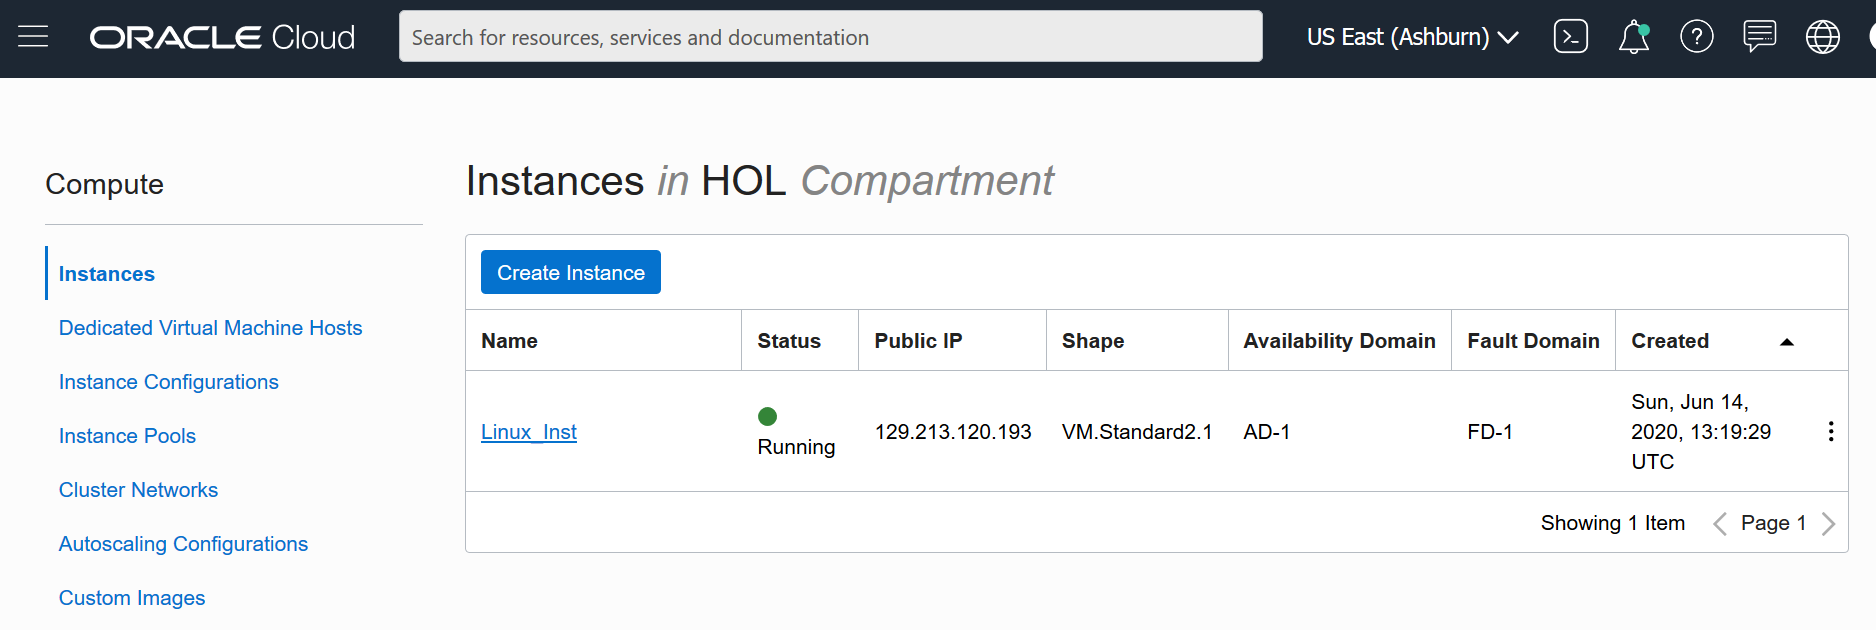 ORACLE Cloud
Search for resources, services and documentation
US East (Ashburn)
Compute
Instances
Dedicated Virtual Machine Hosts
Instance Configurations
Instance Pools
Cluster Networks
Autoscaling Configurations
Custom Images
Instances in HOL Compartment
Create Instance
Name Status Public IP Shape Availability Domain Fault Domain Created
Linux_Inst Running 129.213.120.193 VM.Standard2.1 AD-1 FD-1 Sun, Jun 14,
2020, 13:19:29
UTC
Showing 1 Item Page 1